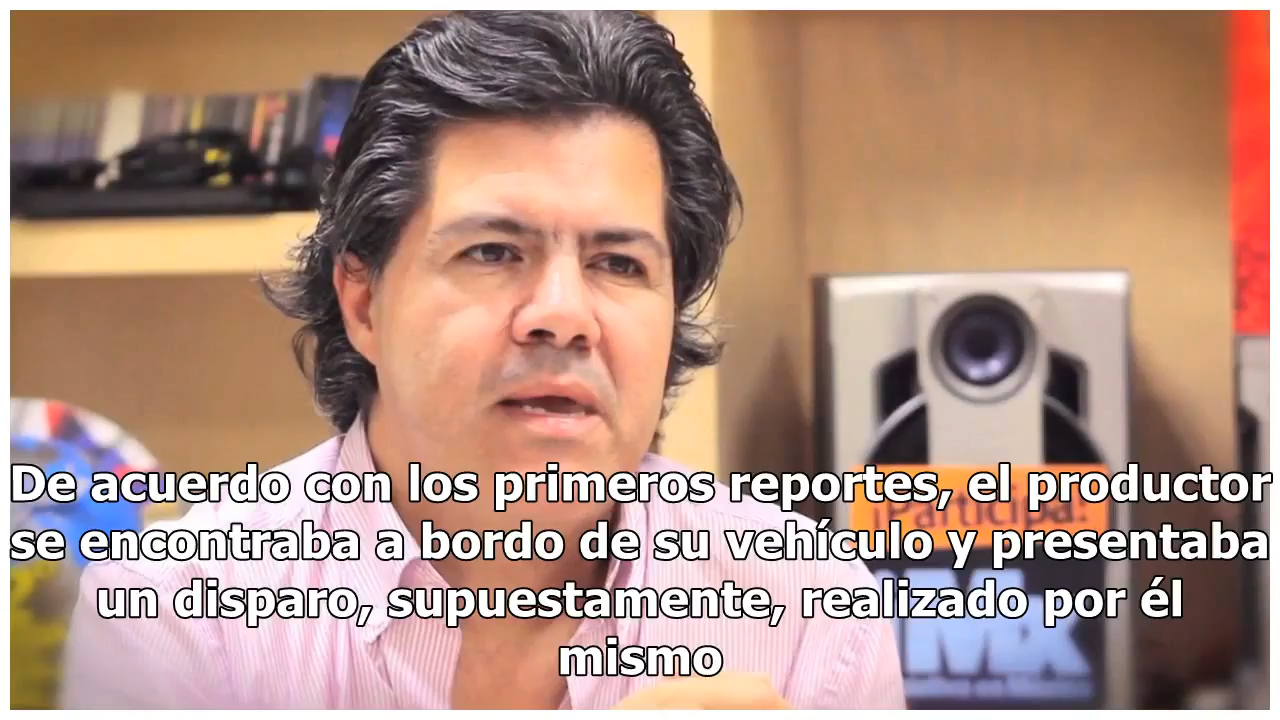 De acuerdo con los primeros reportes, el productor
se encontraba a bordo de su vehículo y presentaba
un disparo, supuestamente, realizado por él
mismo
¡Participa!